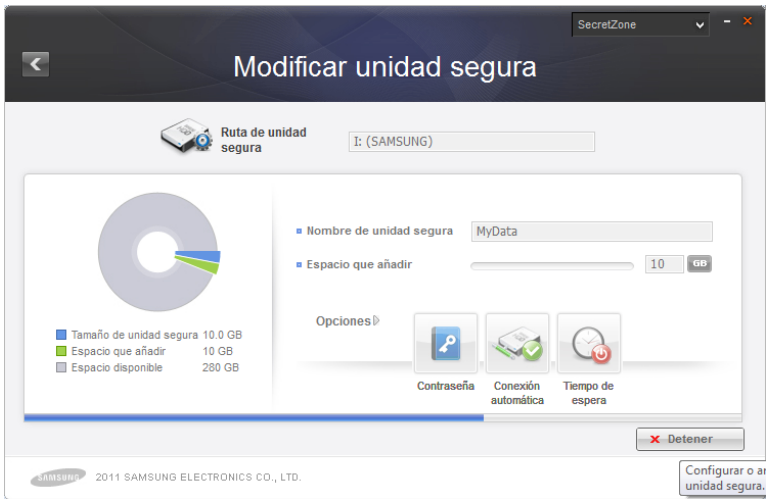 SecretZone
Modificar unidad segura
Ruta de unidad
segura
I: (SAMSUNG)
Nombre de unidad segura
MyData
Espacio que añadir
10
GB
Tamaño de unidad segura 10.0 GB
Espacio que añadir 10 GB
Espacio disponible 280 GB
Opciones
Contraseña
Conexión
automática
Tiempo de
espera
Detener
SAMSUNG
2011 SAMSUNG ELECTRONICS CO., LTD.
Configurar o
unidad segura.